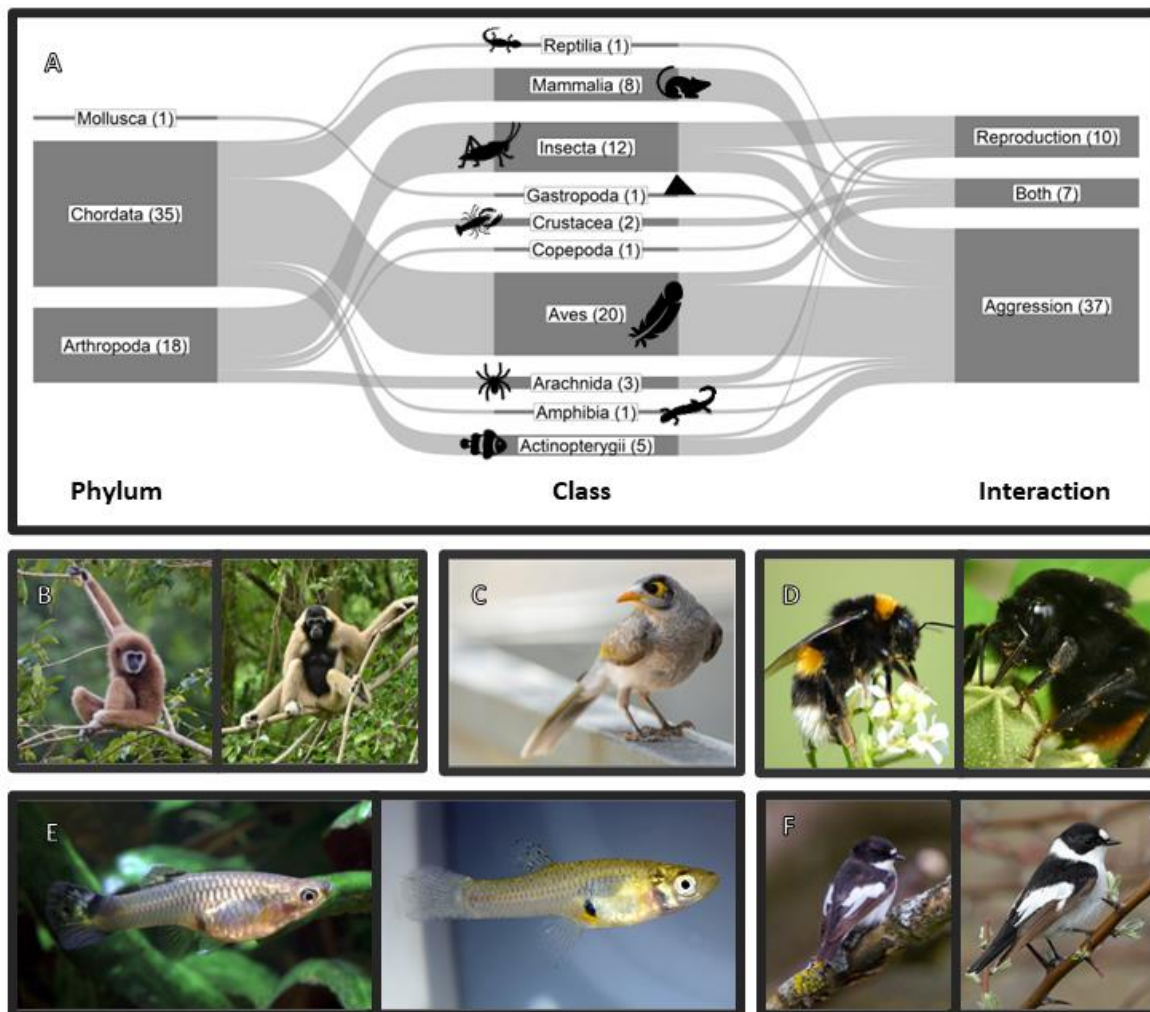 A
Reptilia (1)
Mammalia (8)
Mollusca (1)
Reproduction (10)
Insecta (12)
Both (7)
Chordata (35)
Gastropoda (1)
Crustacea (2)
Copepoda (1)
Aggression (37)
Aves (20)
Arthropoda (18)
Arachnida (3)
Amphibia (1)
Actinopterygii (5)
Phylum
Class
Interaction
B
C
D
E
F